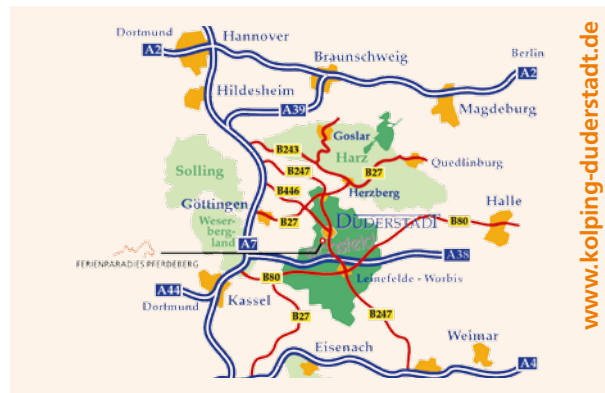 Dortmund
Hannover
A2
Braunschweig
Berlin
A2
Hildesheim
A39
Magdeburg
Goslar
B243
Harz
Solling
B247
B27
Quedlinburg
B446
Herzberg
Göttingen
Halle
Weser-
berg-
land
B27
DUDERSTADT
B80
A7
A38
FERIENPARADIES PFERDEBERG
B80
Leinefelde - Worbis
A44
Dortmund
Kassel
B27
B247
Weimar
Eisenach
A4
www.kolping-duderstadt.de